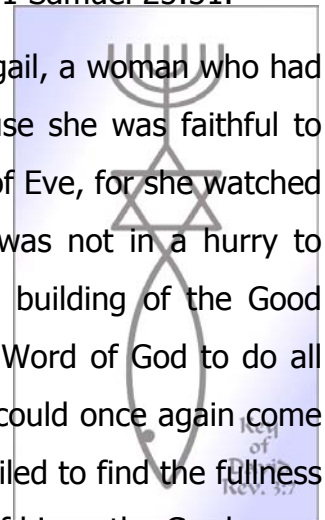 1 Samuel 25:31.
gail, a woman who had
use she was faithful to
of Eve, for she watched
was not in a hurry to
building of the Good
Word of God to do all
could once again come
iled to find the fullness
Key
of
David
Rev. 3:7